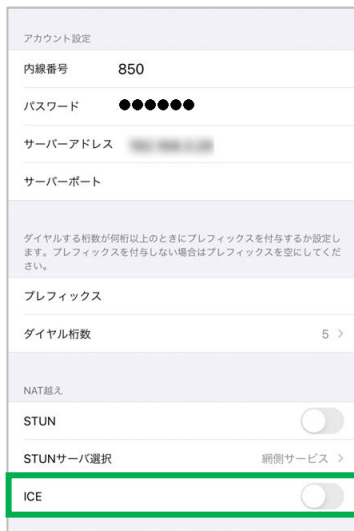 アカウント設定
内線番号 850
パスワード ●●●●●●
サーバーアドレス
サーバーポート
ダイヤルする桁数が何桁以上のときにプレフィックスを付与するか設定し
ます。プレフィックスを付与しない場合はプレフィックスを空にしてくだ
さい。
プレフィックス
ダイヤル桁数 5 >
NAT越え
STUN
STUNサーバ選択 網側サービス >
ICE